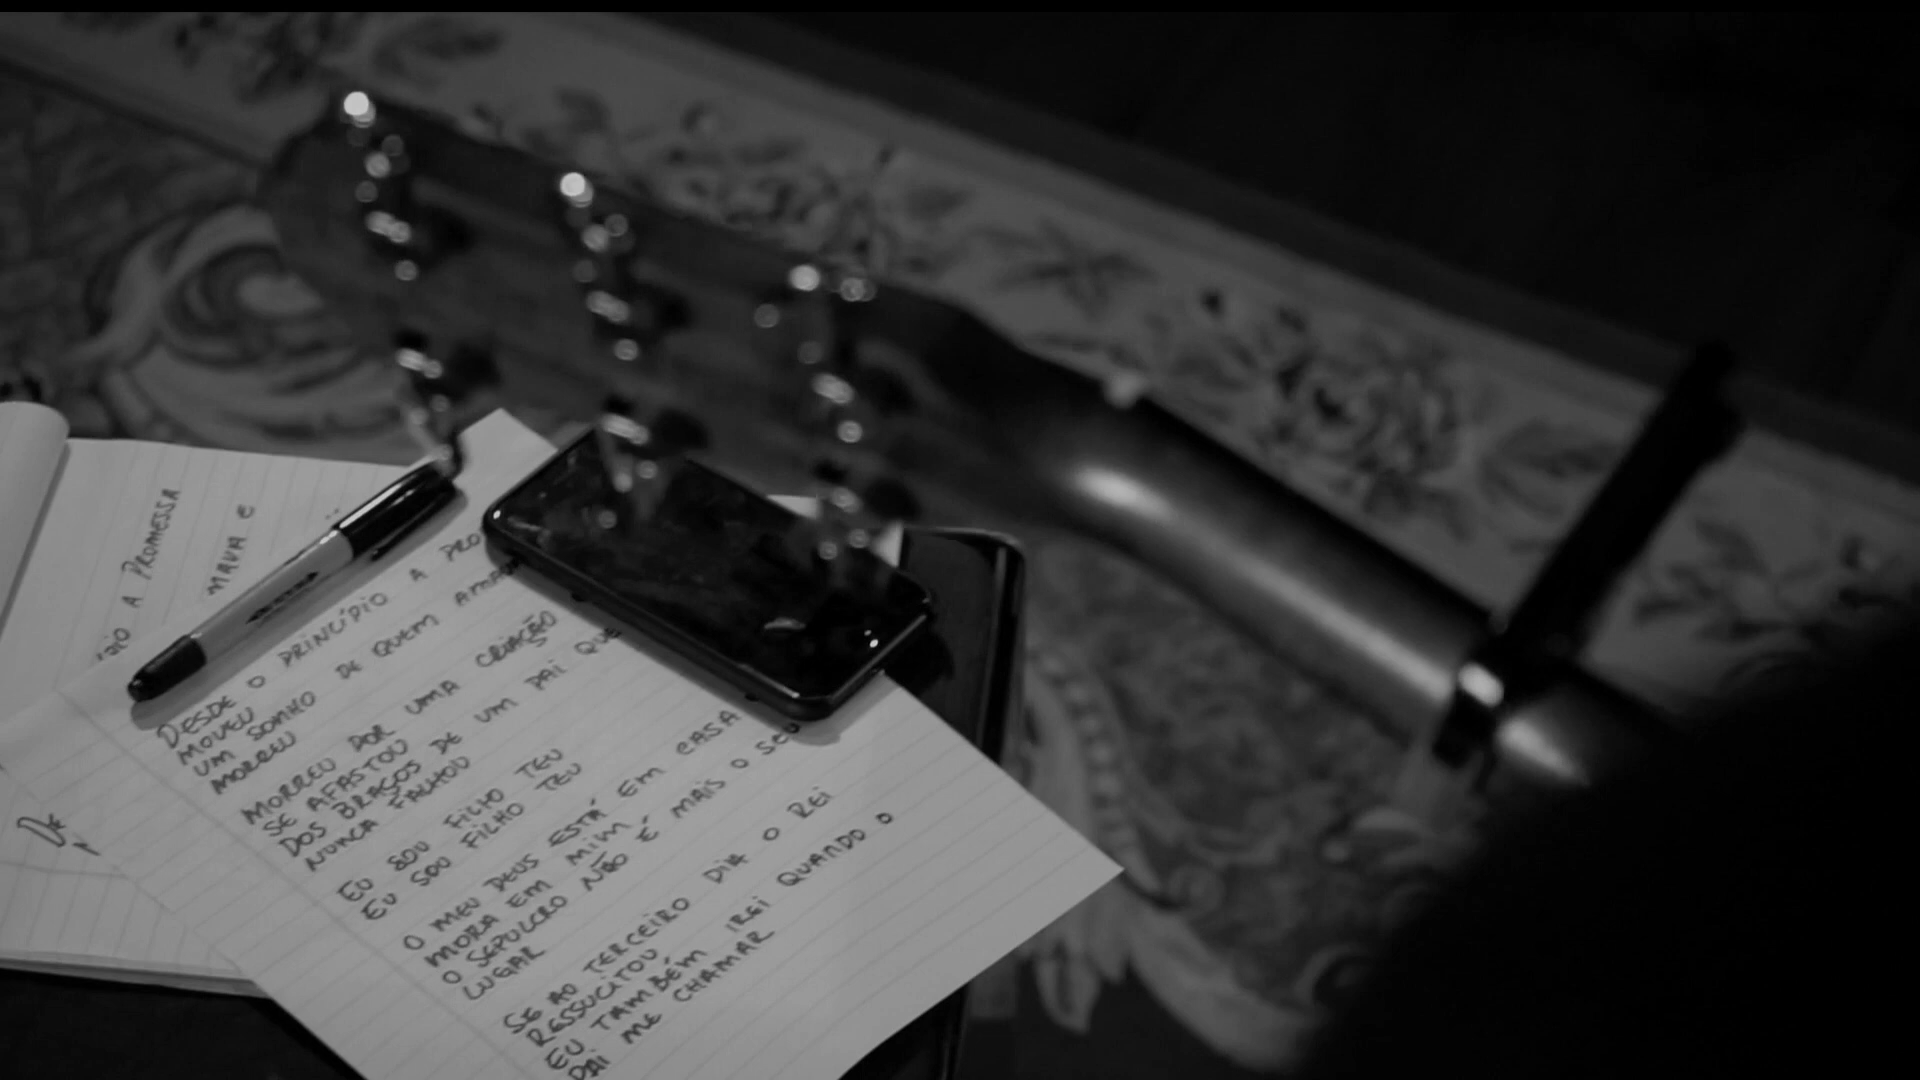 DESDE O PRINCÍPIO A PRO
MOVEU
UM SONHO DE QUEM AMA
MORREU
MORREU POR UMA CRIAÇÃO
SE AFASTOU
DOS BRAÇOS DE UM PAI QUE
NUNCA FALHOU
EU SOU FILHO TEU
EU SOU FILHO TEU
O MEU DEUS ESTÁ EM CASA
MORA EM MIM
O SEPULCRO NÃO É MAIS O SEU
LUGAR
SE AO TERCEIRO DIA O REI
RESSUCITOU
EU TAMBÉM IREI QUANDO O
PAI ME CHAMAR
A PROMESSA
MAVA E